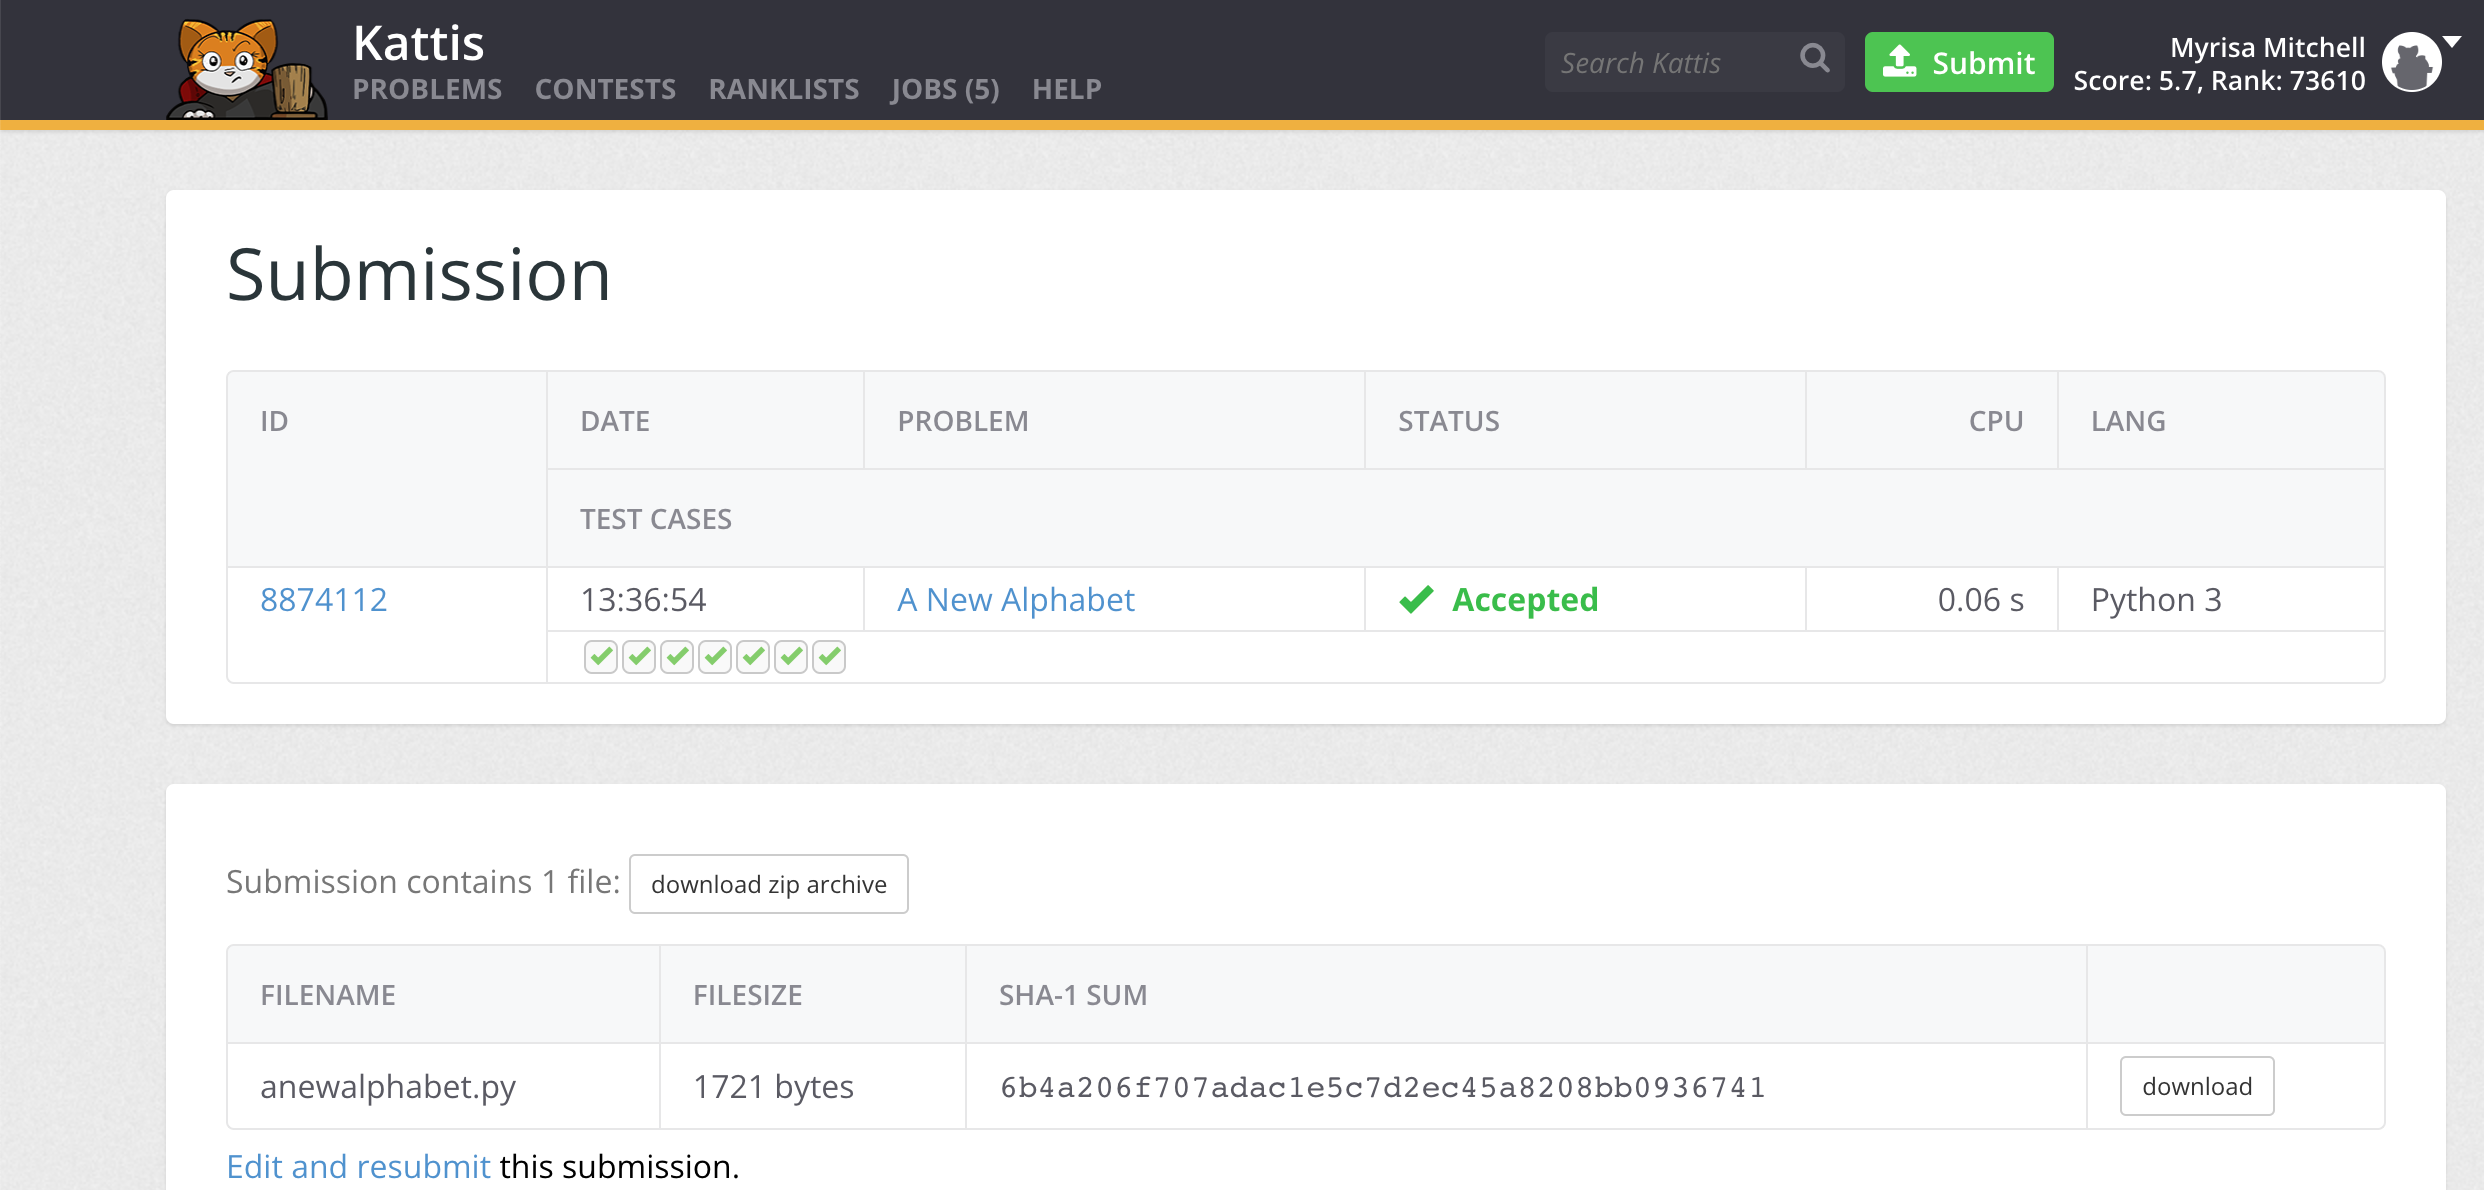 Kattis
PROBLEMS CONTESTS RANKLISTS JOBS (5) HELP
Search Kattis
Submit
Myrisa Mitchell
Score: 5.7, Rank: 73610
Submission
ID DATE PROBLEM STATUS CPU LANG
TEST CASES
8874112 13:36:54 A New Alphabet Accepted 0.06 s Python 3
Submission contains 1 file: download zip archive
FILENAME FILESIZE SHA-1 SUM
anewalphabet.py 1721 bytes 6b4a206f707adac1e5c7d2ec45a8208bb0936741 download
Edit and resubmit this submission.